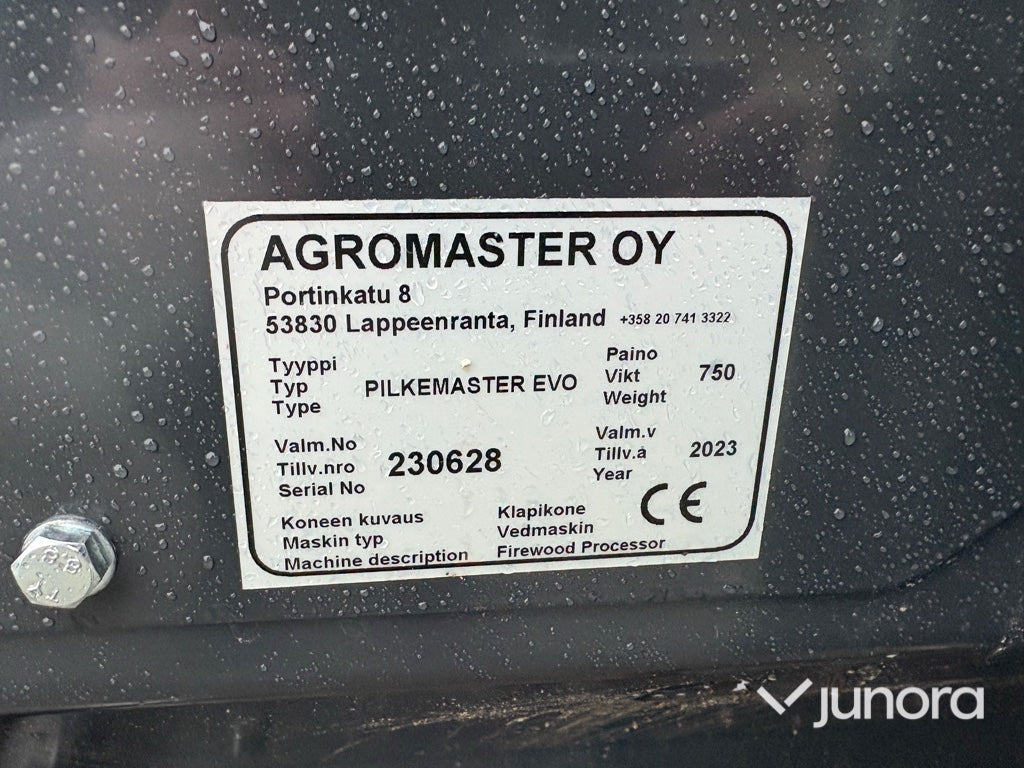 AGROMASTER OY
Portinkatu 8
53830 Lappeenranta, Finland +358 20 741 3322
Tyyppi
Typ
Type
PILKEMASTER EVO
Paino
Vikt
Weight
750
Valm.No
Tillv.nro
Serial No
230628
Valm.v
Tillv.å
Year
2023
Koneen kuvaus
Maskin typ
Machine description
Klapikone
Vedmaskin
Firewood Processor
CE
8.8
junora